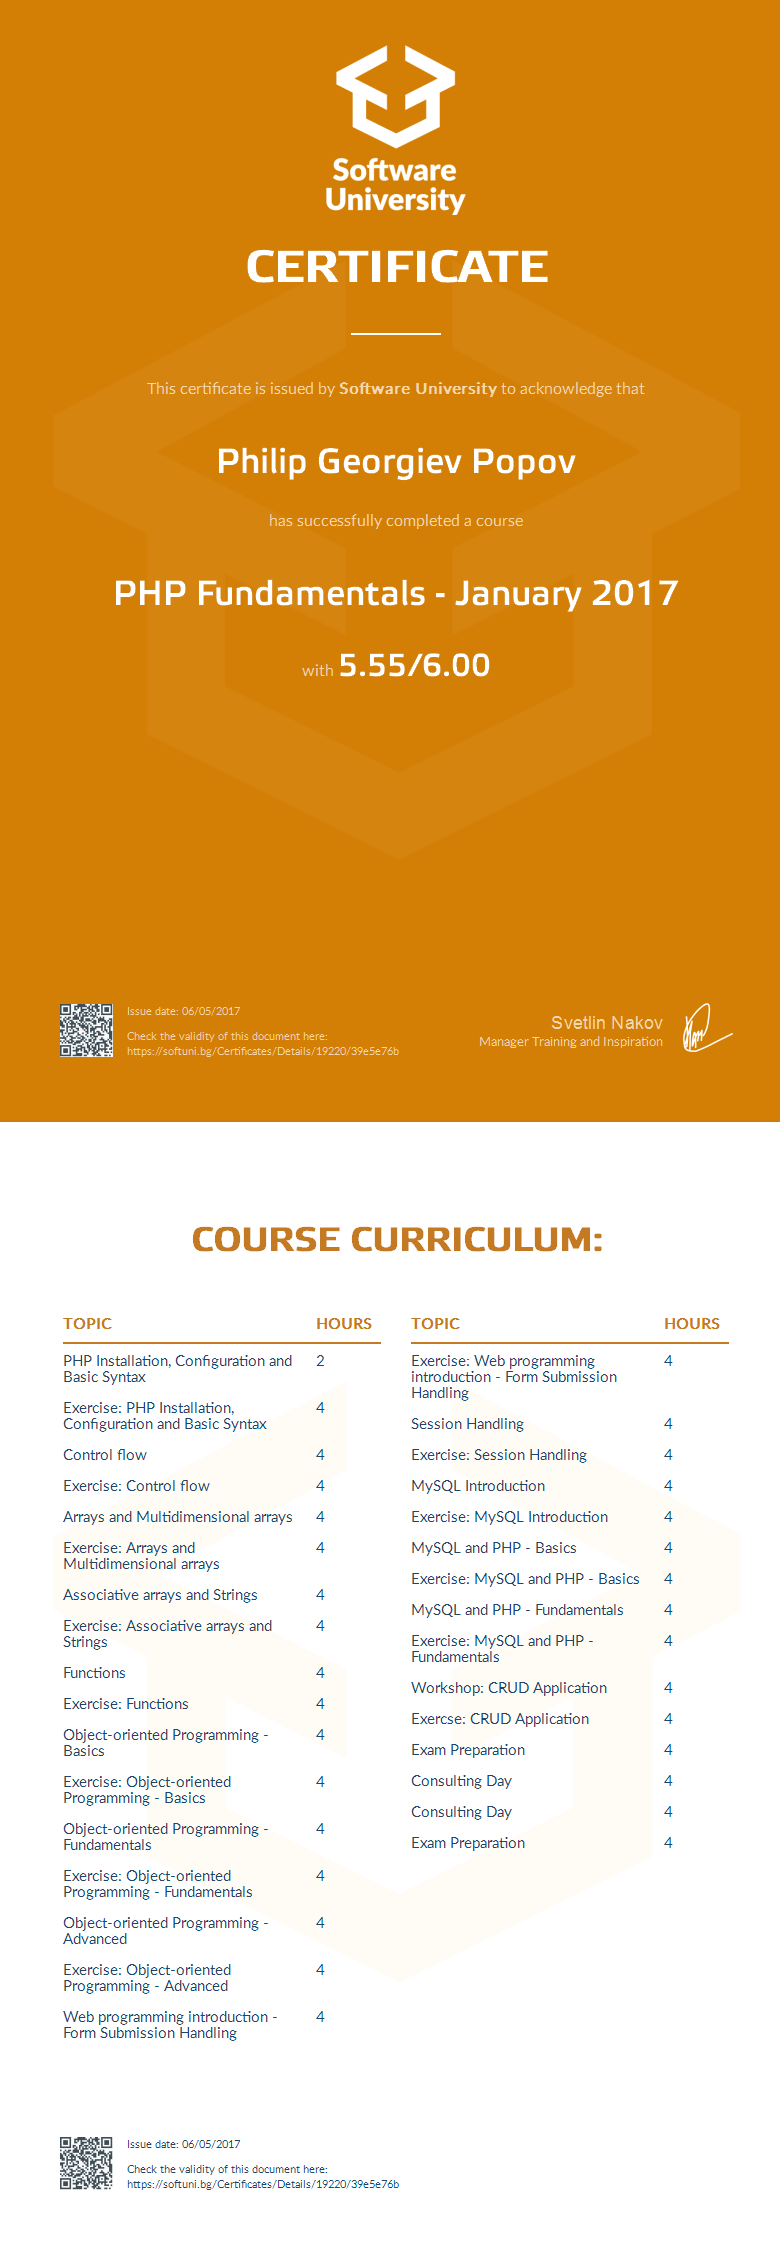 Software
University
CERTIFICATE
This certificate is issued by Software University to acknowledge that
Philip Georgiev Popov
has successfully completed a course
PHP Fundamentals - January 2017
with 5.55/6.00
Issue date: 06/05/2017
Check the validity of this document here:
https://softuni.bg/Certificates/Details/19220/39e5e76b
Svetlin Nakov
Manager Training and Inspiration
COURSE CURRICULUM:
TOPIC HOURS
PHP Installation, Configuration and 2
Basic Syntax
Exercise: PHP Installation, 4
Configuration and Basic Syntax
Control flow 4
Exercise: Control flow 4
Arrays and Multidimensional arrays 4
Exercise: Arrays and 4
Multidimensional arrays
Associative arrays and Strings 4
Exercise: Associative arrays and 4
Strings
Functions 4
Exercise: Functions 4
Object-oriented Programming - 4
Basics
Exercise: Object-oriented 4
Programming - Basics
Object-oriented Programming - 4
Fundamentals
Exercise: Object-oriented 4
Programming - Fundamentals
Object-oriented Programming - 4
Advanced
Exercise: Object-oriented 4
Programming - Advanced
Web programming introduction - 4
Form Submission Handling
TOPIC HOURS
Exercise: Web programming 4
introduction - Form Submission
Handling
Session Handling 4
Exercise: Session Handling 4
MySQL Introduction 4
Exercise: MySQL Introduction 4
MySQL and PHP - Basics 4
Exercise: MySQL and PHP - Basics 4
MySQL and PHP - Fundamentals 4
Exercise: MySQL and PHP - 4
Fundamentals
Workshop: CRUD Application 4
Exercse: CRUD Application 4
Exam Preparation 4
Consulting Day 4
Consulting Day 4
Exam Preparation 4
Issue date: 06/05/2017
Check the validity of this document here:
https://softuni.bg/Certificates/Details/19220/39e5e76b